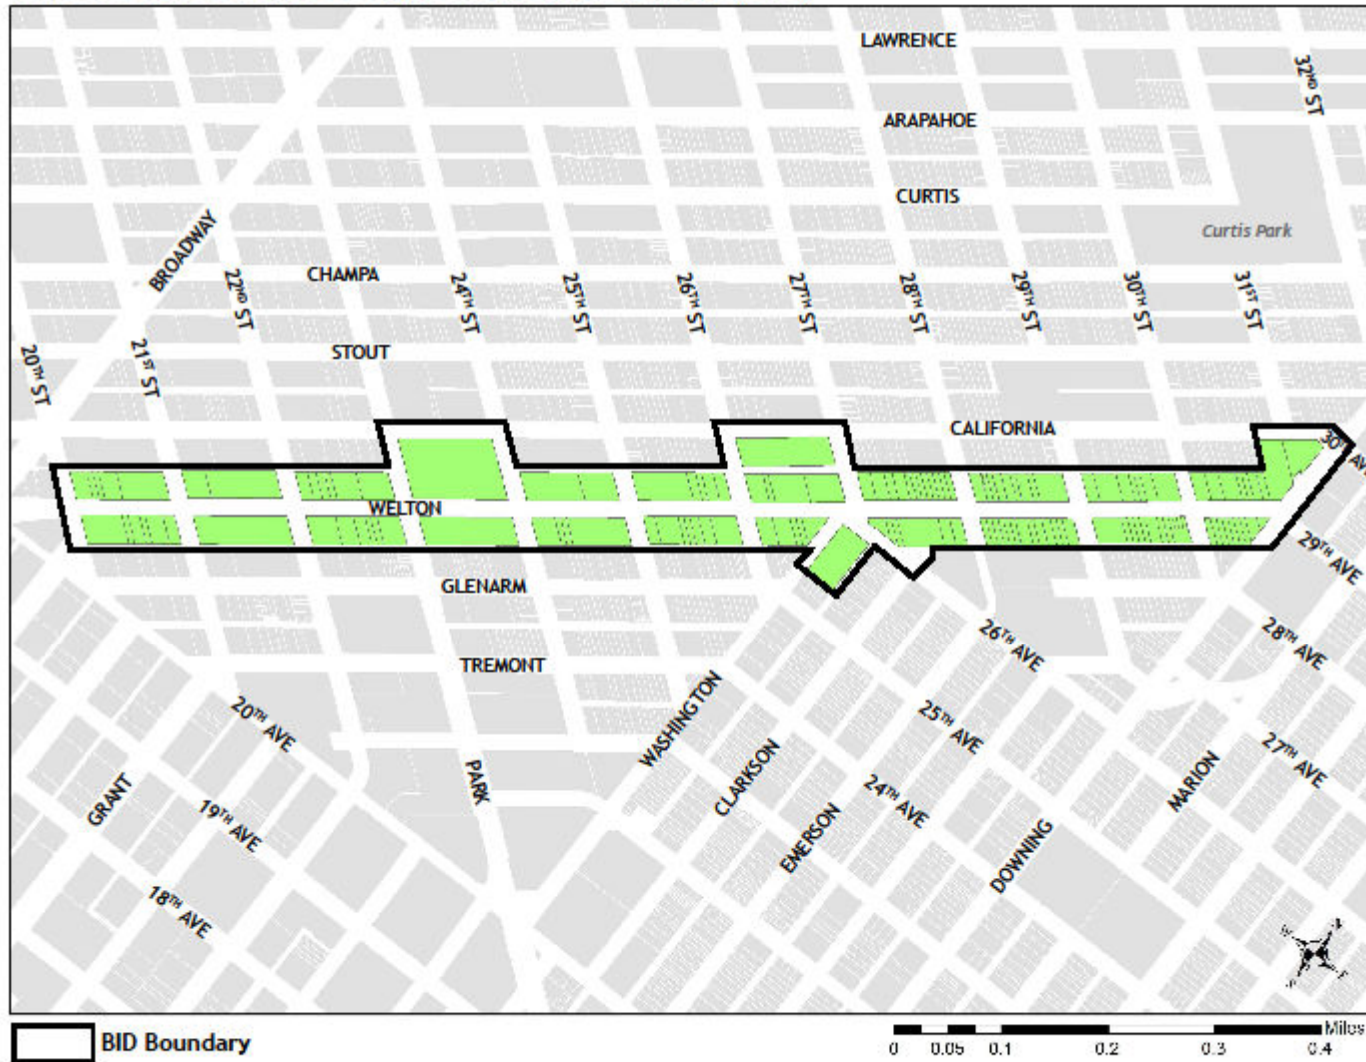 LAWRENCE
32ND ST
ARAPAHOE
CURTIS
Curtis Park
BROADWAY
CHAMPA
22ND ST
24TH ST
25TH ST
26TH ST
27TH ST
28TH ST
29TH ST
30TH ST
31ST ST
20TH ST
21ST ST
STOUT
CALIFORNIA
30
WELTON
29TH AVE
GLENARM
26TH AVE
28TH AVE
TREMONT
20TH AVE
WASHINGTON
25TH AVE
27TH AVE
PARK
CLARKSON
MARION
GRANT
19TH AVE
24TH AVE
EMERSON
DOWNING
18TH AVE
BID Boundary
Miles
0 0.05 0.1 0.2 0.3 0.4